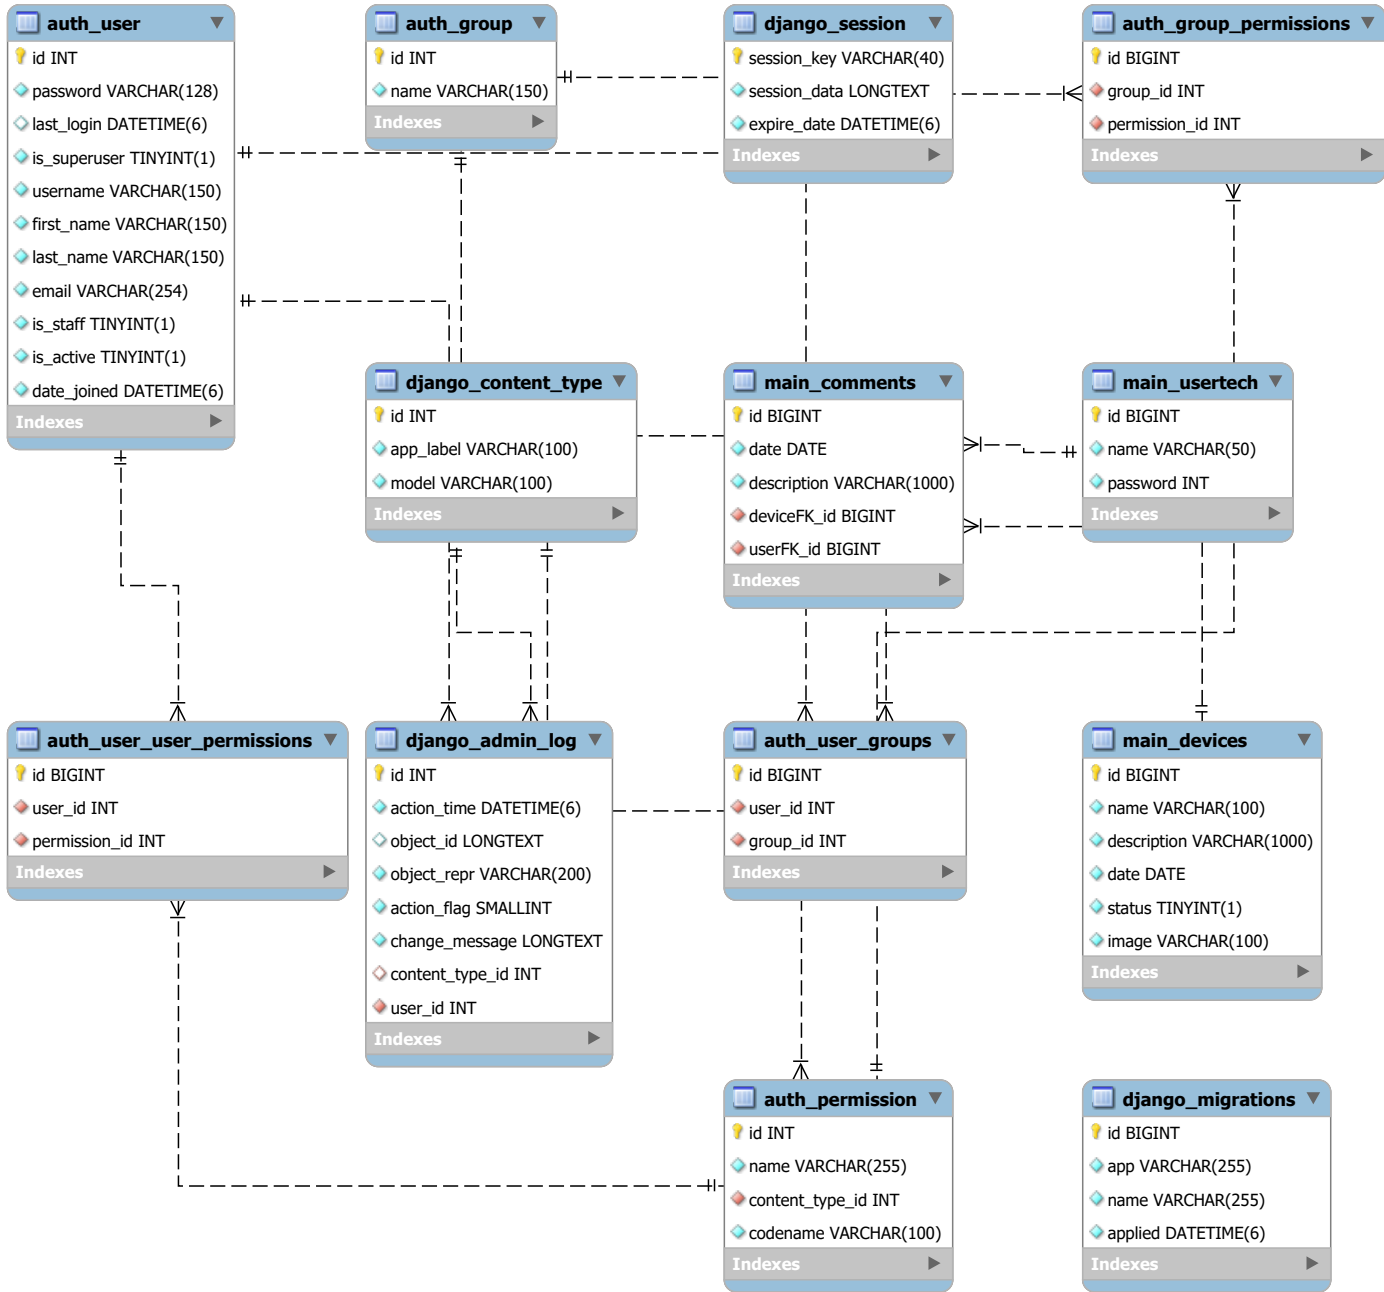 auth_user
id INT
password VARCHAR(128)
last_login DATETIME(6)
is_superuser TINYINT(1)
username VARCHAR(150)
first_name VARCHAR(150)
last_name VARCHAR(150)
email VARCHAR(254)
is_staff TINYINT(1)
is_active TINYINT(1)
date_joined DATETIME(6)
Indexes
auth_group
id INT
name VARCHAR(150)
Indexes
django_session
session_key VARCHAR(40)
session_data LONGTEXT
expire_date DATETIME(6)
Indexes
auth_group_permissions
id BIGINT
group_id INT
permission_id INT
Indexes
django_content_type
id INT
app_label VARCHAR(100)
model VARCHAR(100)
Indexes
main_comments
id BIGINT
date DATE
description VARCHAR(1000)
deviceFK_id BIGINT
userFK_id BIGINT
Indexes
main_usertech
id BIGINT
name VARCHAR(50)
password INT
Indexes
auth_user_user_permissions
id BIGINT
user_id INT
permission_id INT
Indexes
django_admin_log
id INT
action_time DATETIME(6)
object_id LONGTEXT
object_repr VARCHAR(200)
action_flag SMALLINT
change_message LONGTEXT
content_type_id INT
user_id INT
Indexes
auth_user_groups
id BIGINT
user_id INT
group_id INT
Indexes
main_devices
id BIGINT
name VARCHAR(100)
description VARCHAR(1000)
date DATE
status TINYINT(1)
image VARCHAR(100)
Indexes
auth_permission
id INT
name VARCHAR(255)
content_type_id INT
codename VARCHAR(100)
Indexes
django_migrations
id BIGINT
app VARCHAR(255)
name VARCHAR(255)
applied DATETIME(6)
Indexes